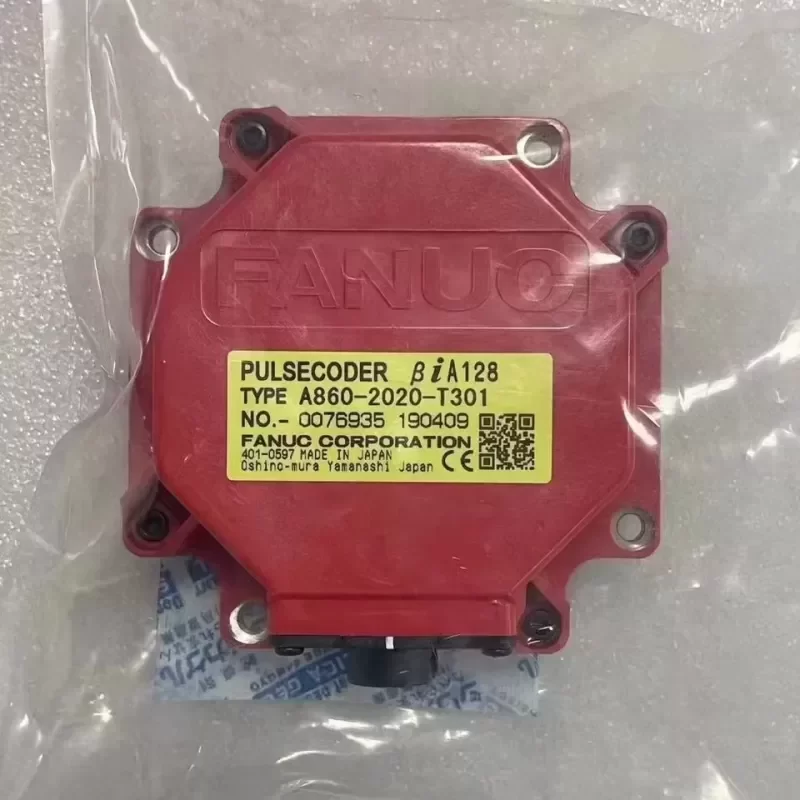 FANUC
PULSECODER βiA128
TYPE A860-2020-T301
NO.- 0076935 190409
FANUC CORPORATION
401-0597 MADE IN JAPAN
Oshino-mura Yamanashi Japan CE